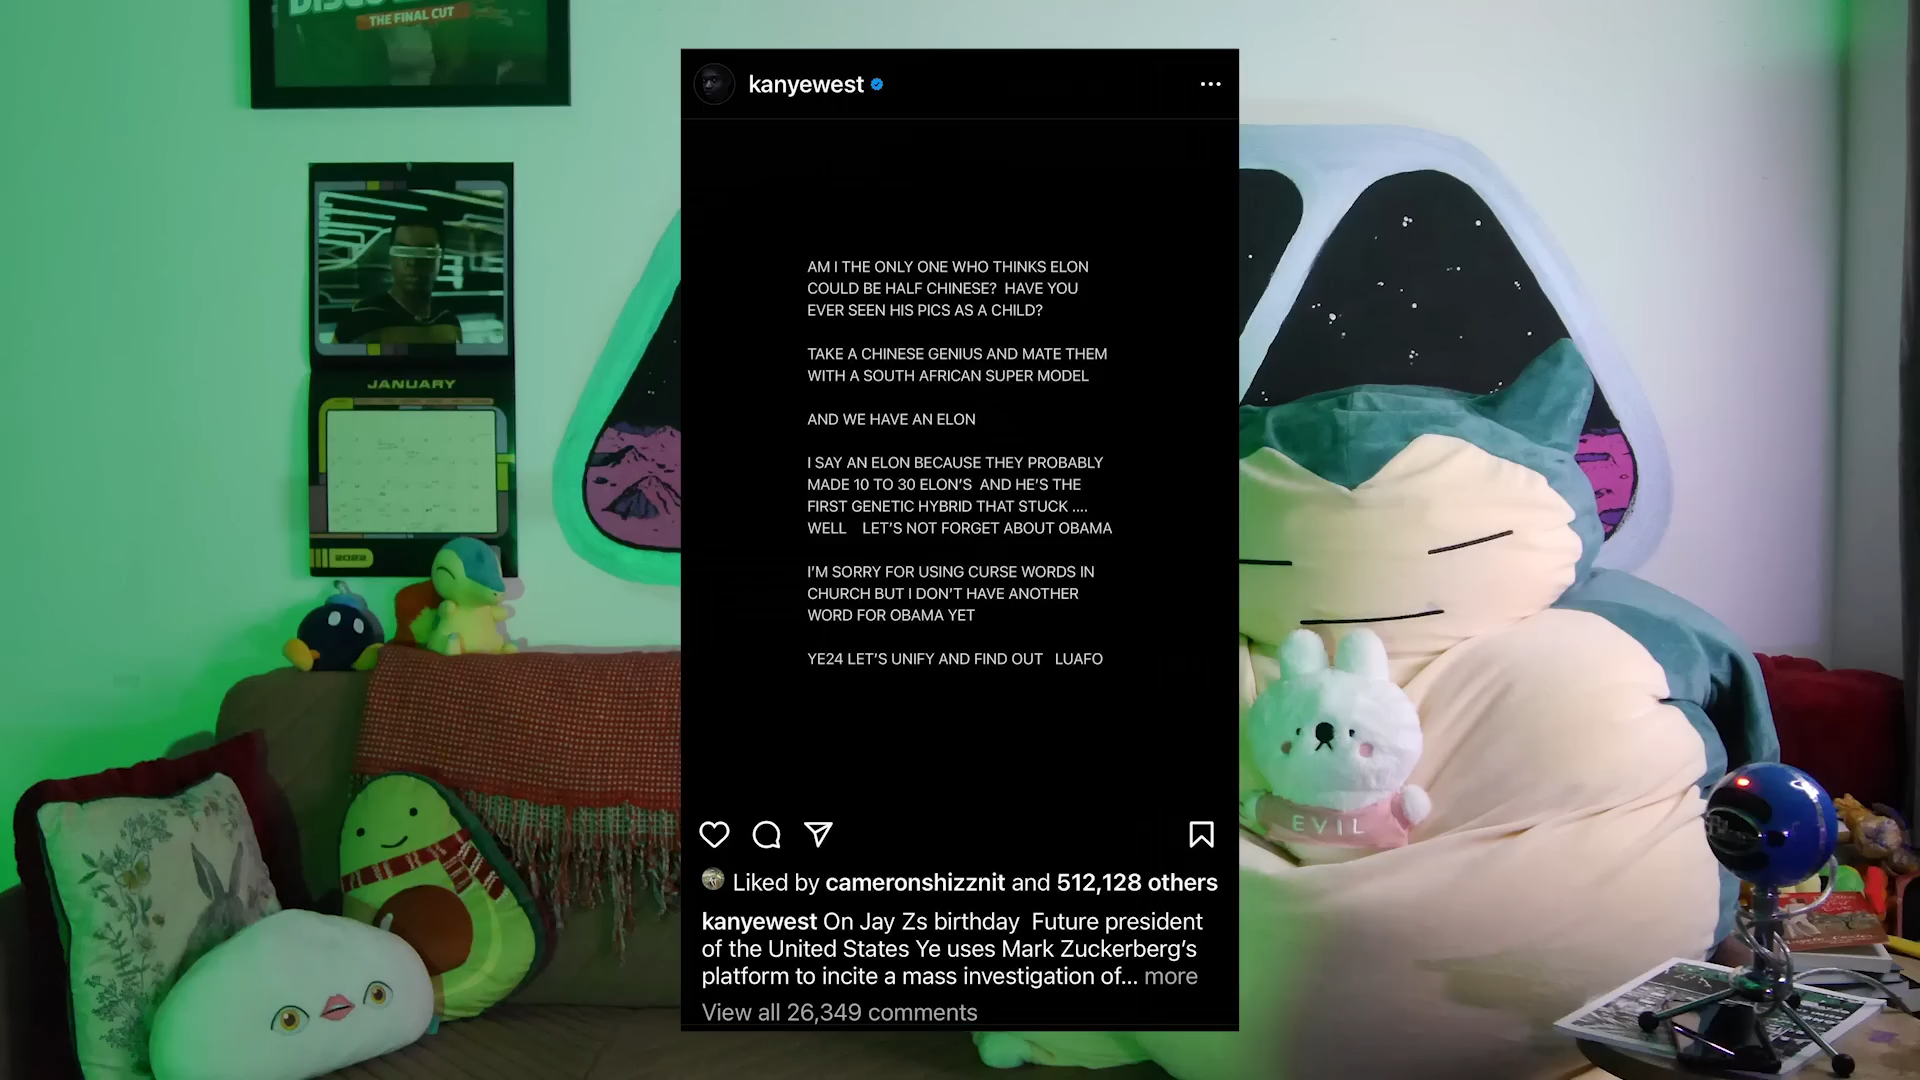 THE FINAL CUT
kanyewest
JANUARY
2022
AM I THE ONLY ONE WHO THINKS ELON
COULD BE HALF CHINESE? HAVE YOU
EVER SEEN HIS PICS AS A CHILD?
TAKE A CHINESE GENIUS AND MATE THEM
WITH A SOUTH AFRICAN SUPER MODEL
AND WE HAVE AN ELON
I SAY AN ELON BECAUSE THEY PROBABLY
MADE 10 TO 30 ELON'S AND HE'S THE
FIRST GENETIC HYBRID THAT STUCK ....
WELL LET'S NOT FORGET ABOUT OBAMA
I'M SORRY FOR USING CURSE WORDS IN
CHURCH BUT I DON'T HAVE ANOTHER
WORD FOR OBAMA YET
YE24 LET'S UNIFY AND FIND OUT LUAFO
EVIL
Liked by cameronshizznit and 512,128 others
kanyewest On Jay Zs birthday Future president
of the United States Ye uses Mark Zuckerberg's
platform to incite a mass investigation of... more
View all 26,349 comments